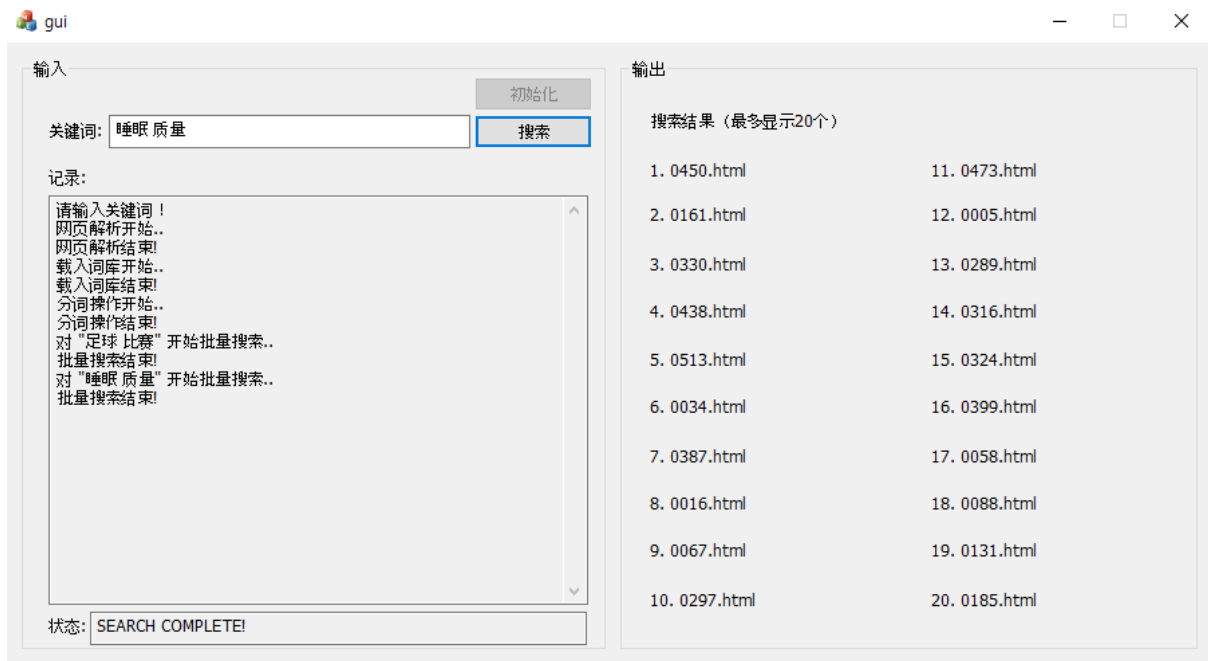 gui
输入
初始化
关键词: 睡眠 质量
搜索
记录:
请输入关键词！
网页解析开始..
网页解析结束!
载入词库开始..
载入词库结束!
分词操作开始..
分词操作结束!
对 "足球 比赛" 开始批量搜索..
批量搜索结束!
对 "睡眠 质量" 开始批量搜索..
批量搜索结束!
状态: SEARCH COMPLETE!
输出
搜索结果（最多显示20个）
1. 0450.html
2. 0161.html
3. 0330.html
4. 0438.html
5. 0513.html
6. 0034.html
7. 0387.html
8. 0016.html
9. 0067.html
10. 0297.html
11. 0473.html
12. 0005.html
13. 0289.html
14. 0316.html
15. 0324.html
16. 0399.html
17. 0058.html
18. 0088.html
19. 0131.html
20. 0185.html